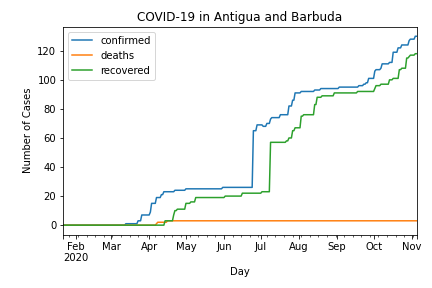 COVID-19 in Antigua and Barbuda
confirmed
deaths
recovered
Number of Cases
120
100
80
60
40
20
0
Feb Mar Apr May Jun Jul Aug Sep Oct Nov
2020
Day